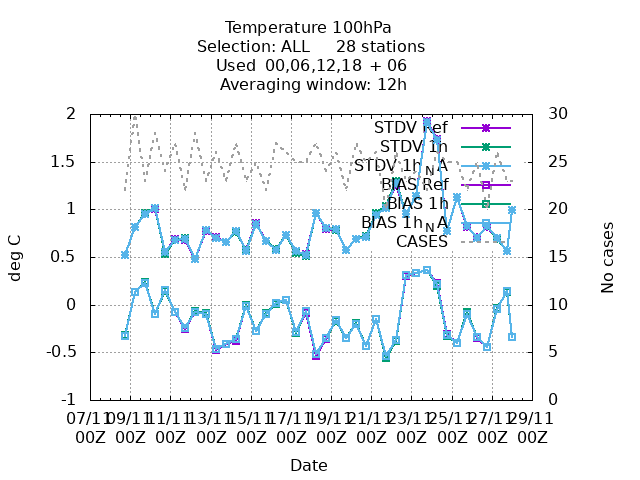 Temperature 100hPa
Selection: ALL 28 stations
Used 00,06,12,18 + 06
Averaging window: 12h
2
1.5
1
0.5
0
-0.5
-1
deg C
30
25
20
15
10
5
0
No cases
STDV Ref
STDV 1h
STDV 1h_NA
BIAS Ref
BIAS 1h
BIAS 1h_NA
CASES
07/11 09/11 11/11 13/11 15/11 17/11 19/11 21/11 23/11 25/11 27/11 29/11
00Z 00Z 00Z 00Z 00Z 00Z 00Z 00Z 00Z 00Z 00Z 00Z
Date